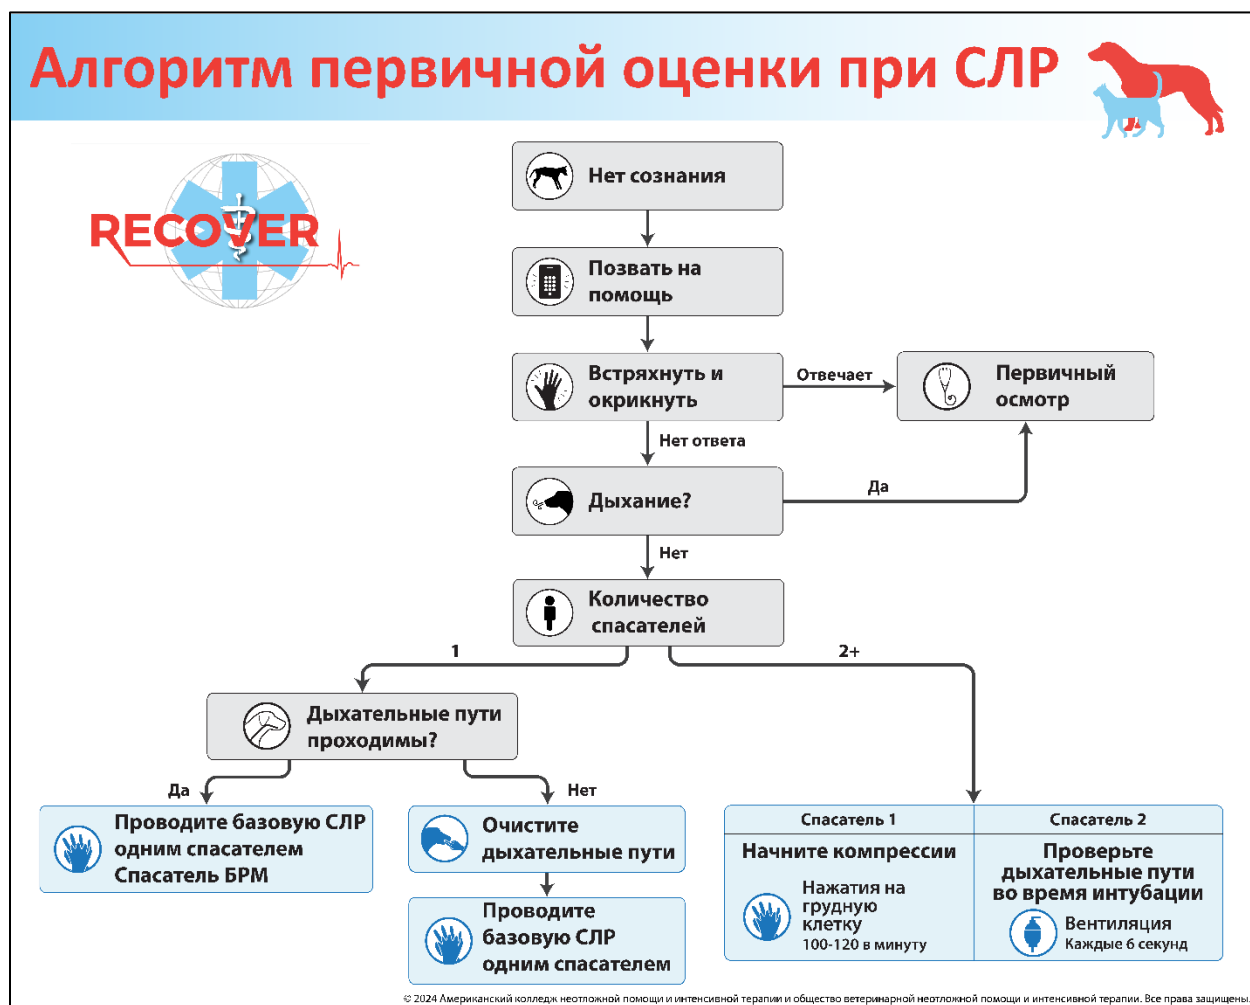 Алгоритм первичной оценки при СЛР
RECOVER
Нет сознания
Позвать на
помощь
Встряхнуть и
окрикнуть
Отвечает
Первичный
осмотр
Нет ответа
Дыхание?
Да
Нет
Количество
спасателей
1
2+
Дыхательные пути
проходимы?
Да
Нет
Проводите базовую СЛР
одним спасателем
Спасатель БРМ
Очистите
дыхательные пути
Проводите
базовую СЛР
одним спасателем
Спасатель 1
Начните компрессии
Нажатия на
грудную
клетку
100-120 в минуту
Спасатель 2
Проверьте
дыхательные пути
во время интубации
Вентиляция
Каждые 6 секунд
© 2024 Американский колледж неотложной помощи и интенсивной терапии и общество ветеринарной неотложной помощи и интенсивной терапии. Все права защищены.